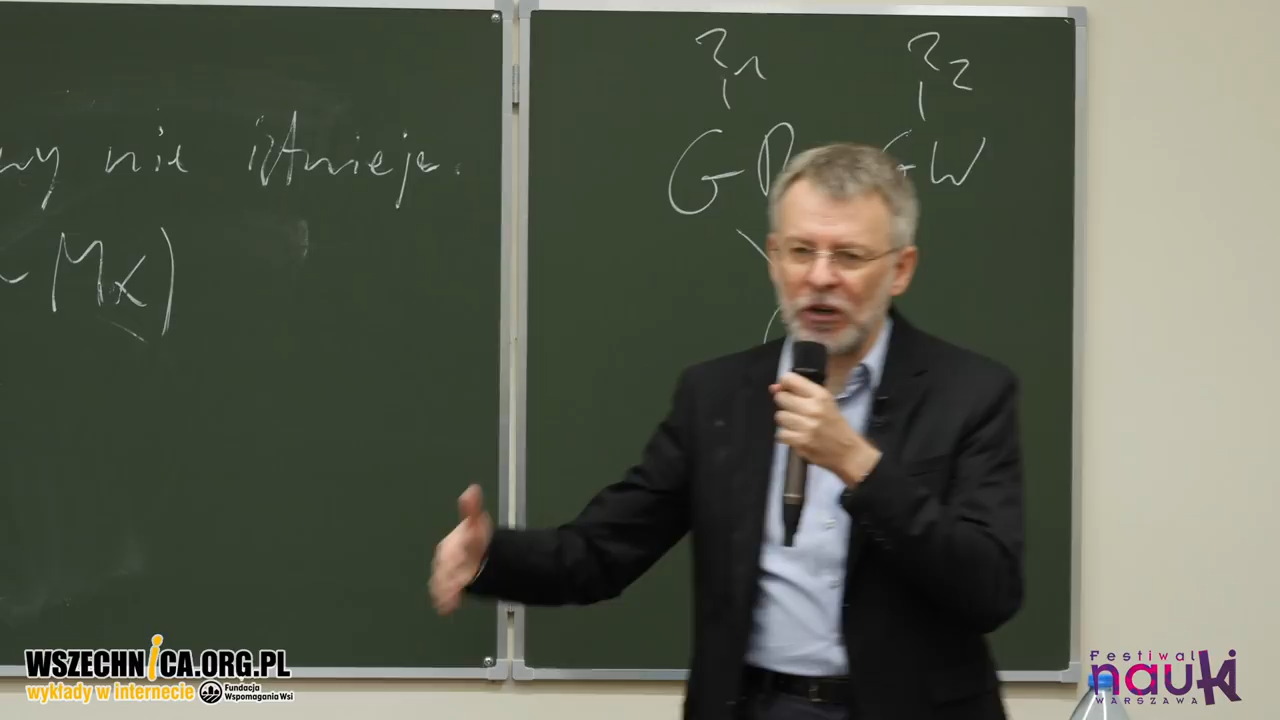 nie istnieje.
(Mx)
?1 ?2
G W
WSZECHNICA.ORG.PL
wykłady w internecie
Fundacja
Wspomagania Wsi
Festiwal
nauki
WARSZAWA